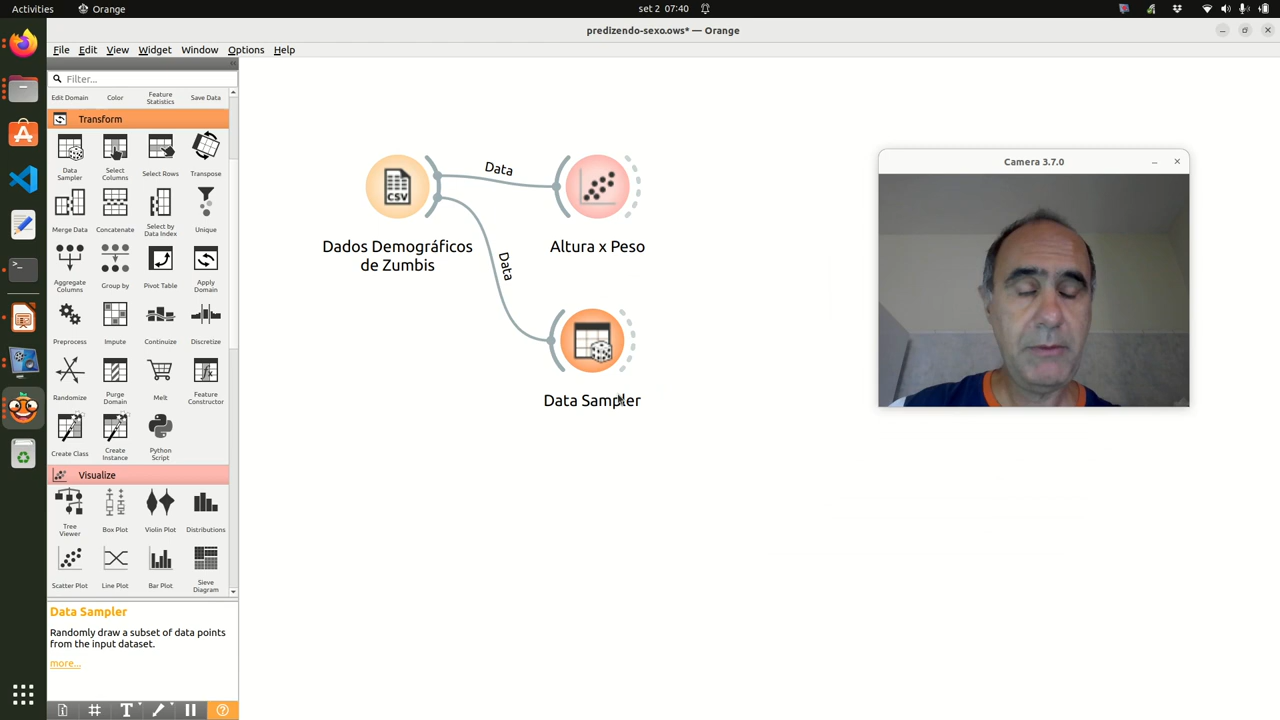 Activities
Orange
set 2 07:40
predizendo-sexo.ows* — Orange
File
Edit
View
Widget
Window
Options
Help
Filter...
Edit Domain
Color
Feature
Statistics
Save Data
Transform
Data
Sampler
Select
Columns
Select Rows
Transpose
Merge Data
Concatenate
Select by
Data Index
Unique
Aggregate
Columns
Group by
Pivot Table
Apply
Domain
Preprocess
Impute
Continuize
Discretize
Randomize
Purge
Domain
Melt
Feature
Constructor
Create Class
Create
Instance
Python
Script
Visualize
Tree
Viewer
Box Plot
Violin Plot
Distributions
Scatter Plot
Line Plot
Bar Plot
Sieve
Diagram
Data Sampler
Randomly draw a subset of data points
from the input dataset.
more...
CSV
Dados Demográficos
de Zumbis
Data
Altura x Peso
Data
Data Sampler
Camera 3.7.0